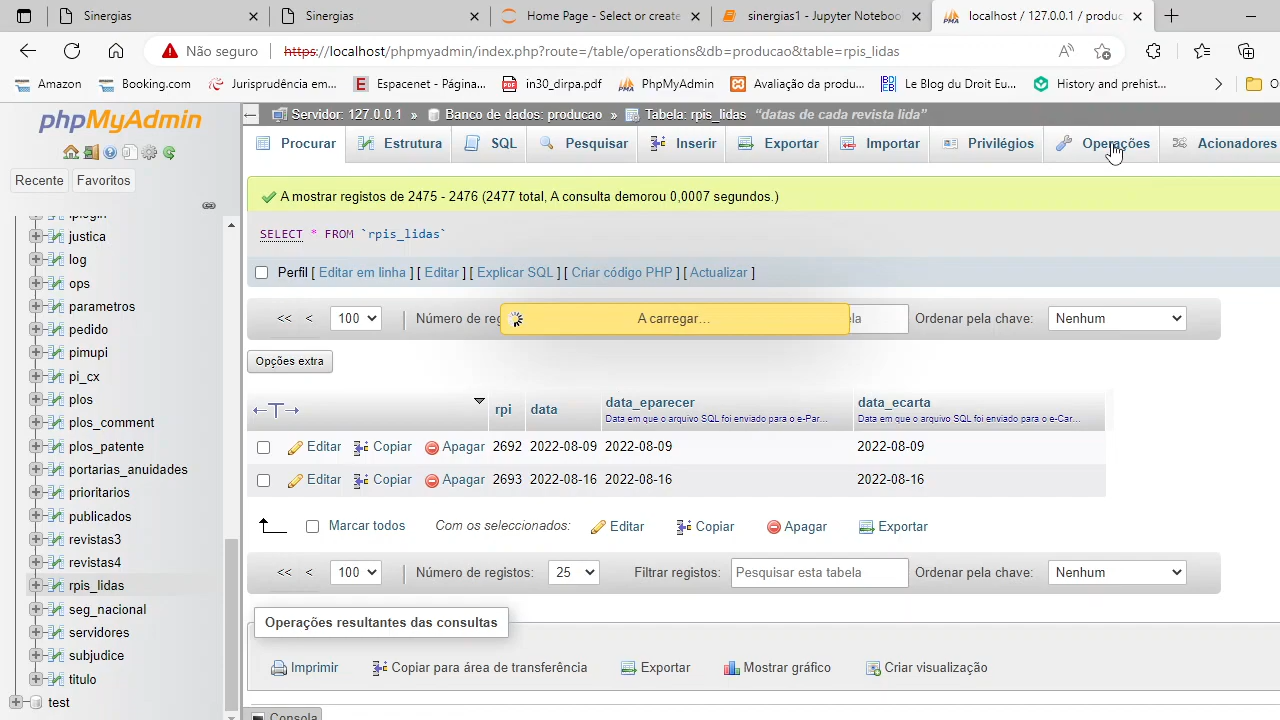 Sinergias
Sinergias
Home Page - Select or create
sinergias1 - Jupyter Noteboo
localhost / 127.0.0.1 / produc
Não seguro
https://localhost/phpmyadmin/index.php?route=/table/operations&db=producao&table=rpis_lidas
Amazon
Booking.com
Jurisprudência em...
Espacenet - Págin...
in30_dirpa.pdf
PhpMyAdmin
Avaliação da produ...
Le Blog du Droit Eu...
History and prehist...
phpMyAdmin
Recente
Favoritos
justica
log
ops
parametros
pedido
pimupi
pi_cx
plos
plos_comment
plos_patente
portarias_anuidades
prioritarios
publicados
revistas3
revistas4
rpis_lidas
seg_nacional
servidores
subjudice
titulo
test
Servidor: 127.0.0.1 » Banco de dados: producao » Tabela: rpis_lidas “datas de cada revista lida”
Procurar
Estrutura
SQL
Pesquisar
Inserir
Exportar
Importar
Privilégios
Operações
Acionadores
A mostrar registos de 2475 - 2476 (2477 total, A consulta demorou 0,0007 segundos.)
SELECT * FROM `rpis_lidas`
Perfil [ Editar em linha ] [ Editar ] [ Explicar SQL ] [ Criar código PHP ] [ Actualizar ]
<< < 100 Número de reg
A carregar...
Ordenar pela chave: Nenhum
Opções extra
←T→ rpi data data_eparecer data_ecarta
Data em que o arquivo SQL foi enviado para o e-Par...
Data em que o arquivo SQL foi enviado para o e-Car...
Editar Copiar Apagar 2692 2022-08-09 2022-08-09 2022-08-09
Editar Copiar Apagar 2693 2022-08-16 2022-08-16 2022-08-16
Marcar todos Com os seleccionados: Editar Copiar Apagar Exportar
<< < 100 Número de registos: 25 Filtrar registos: Pesquisar esta tabela Ordenar pela chave: Nenhum
Operações resultantes das consultas
Imprimir Copiar para área de transferência Exportar Mostrar gráfico Criar visualização
Consola